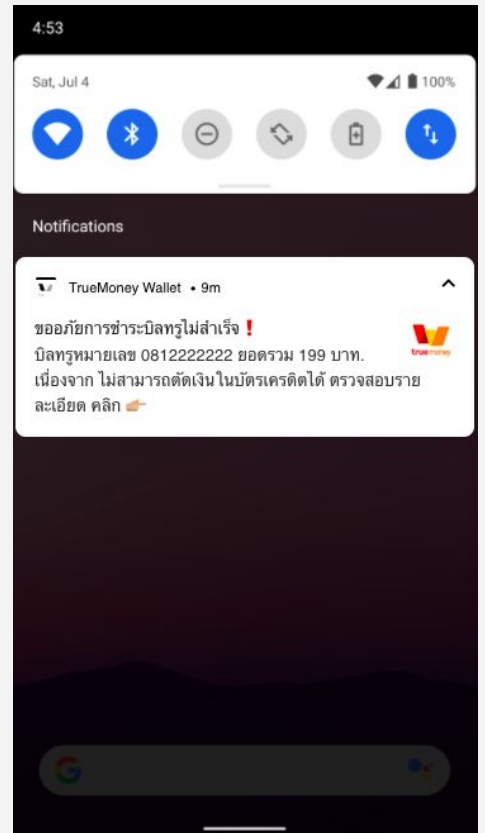 4:53
Sat, Jul 4
100%
Notifications
TrueMoney Wallet • 9m
ขออภัยการชำระบิลทรูไม่สำเร็จ❗
บิลทรูหมายเลข 0812222222 ยอดรวม 199 บาท.
เนื่องจาก ไม่สามารถตัดเงินในบัตรเครดิตได้ ตรวจสอบราย
ละเอียด คลิก 👉🏼
truemoney